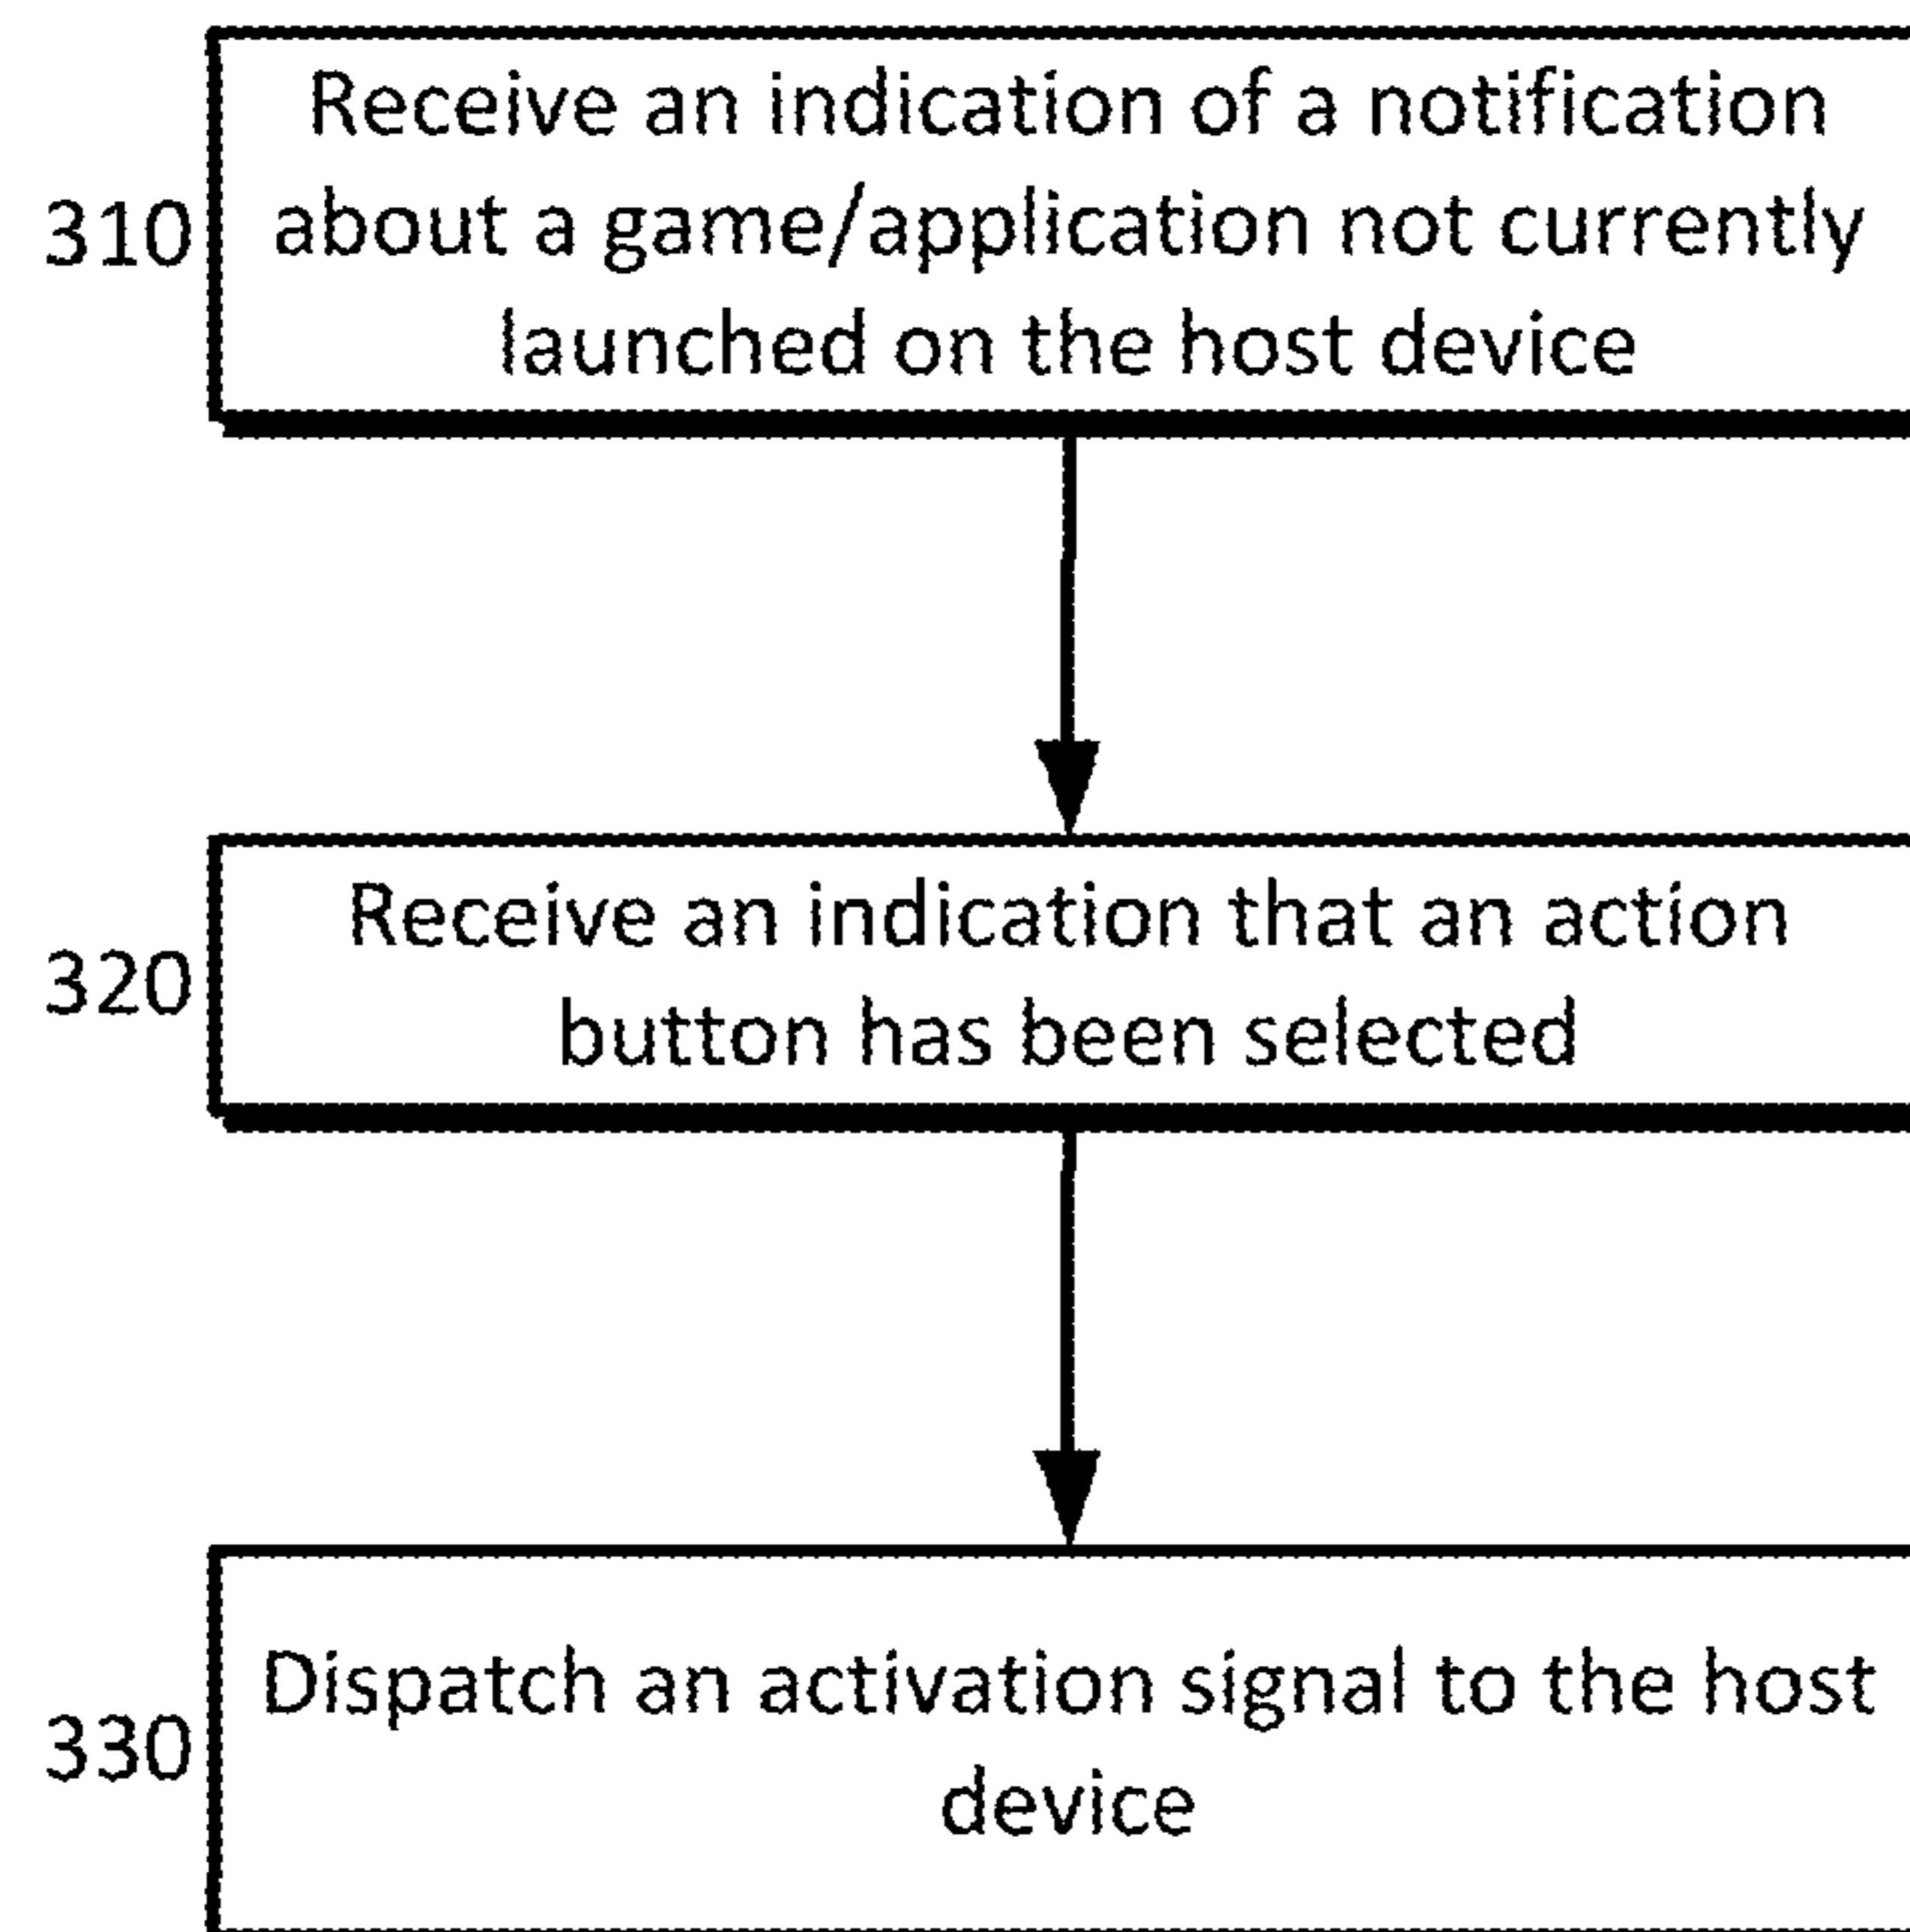 Receive an indication of a notification
310
about a game/application not currently
launched on the host device
Receive an indication that an action
320
button has been selected
Dispatch an activation signal to the host
330
device